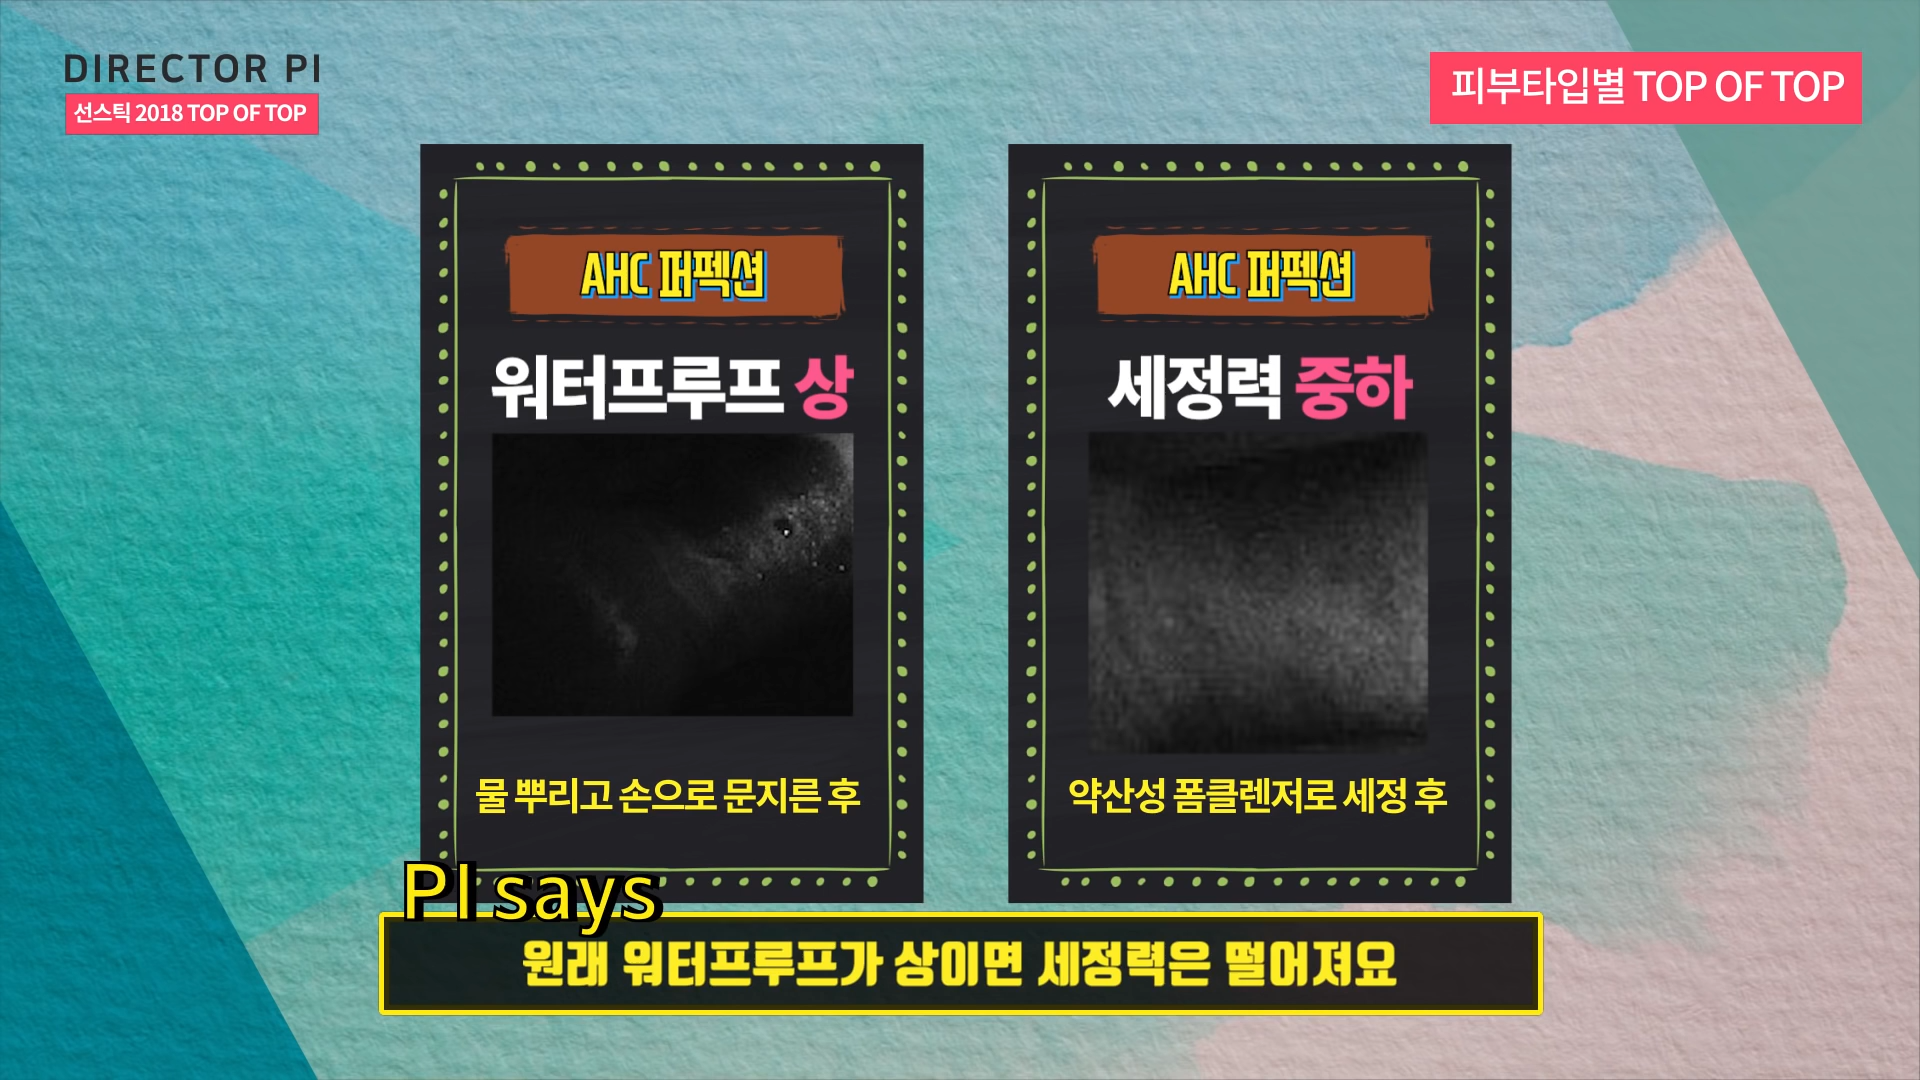 DIRECTOR PI
선스틱 2018 TOP OF TOP
피부타입별 TOP OF TOP
AHC 퍼펙션
워터프루프 상
물 뿌리고 손으로 문지른 후
AHC 퍼펙션
세정력 중하
약산성 폼클렌저로 세정 후
PI says
원래 워터프루프가 상이면 세정력은 떨어져요